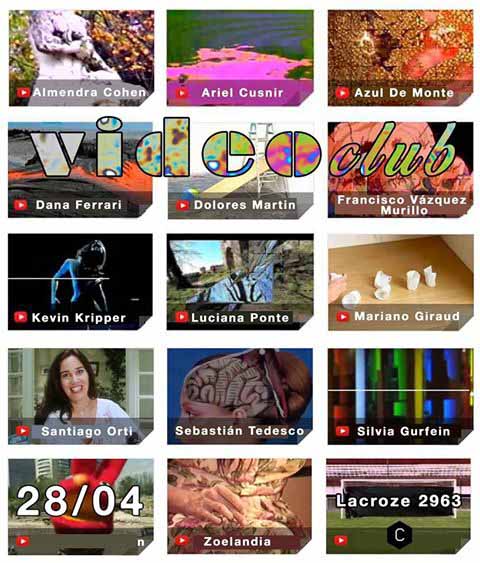 Almendra Cohen
Ariel Cusnir
Azul De Monte
videoclub
Dana Ferrari
Dolores Martín
Francisco Vázquez
Murillo
Kevin Kripper
Luciana Ponte
Mariano Giraud
Santiago Orti
Sebastián Tedesco
Silvia Gurfein
28/04
n
Zoelandia
Lacroze 2963
C